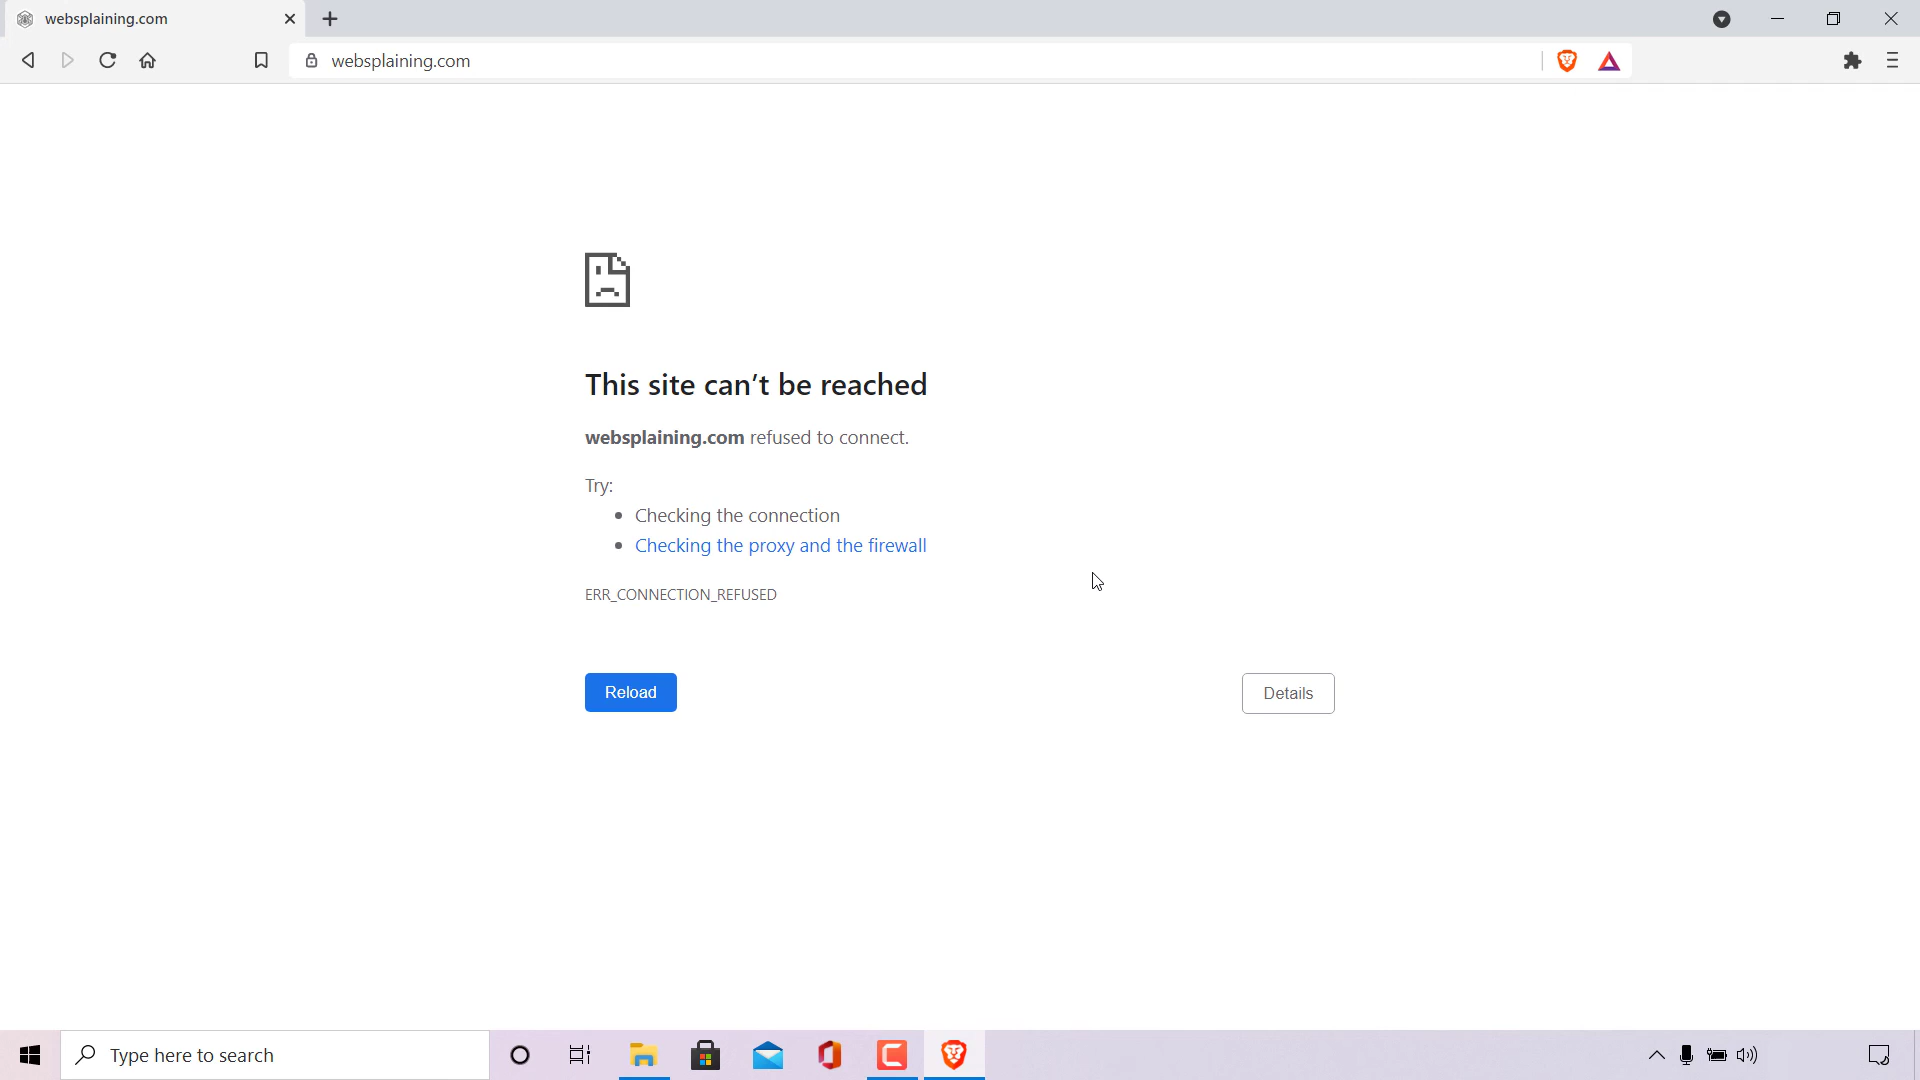 websplaining.com
websplaining.com
This site can’t be reached
websplaining.com refused to connect.
Try:
Checking the connection
Checking the proxy and the firewall
ERR_CONNECTION_REFUSED
Reload
Details
Type here to search